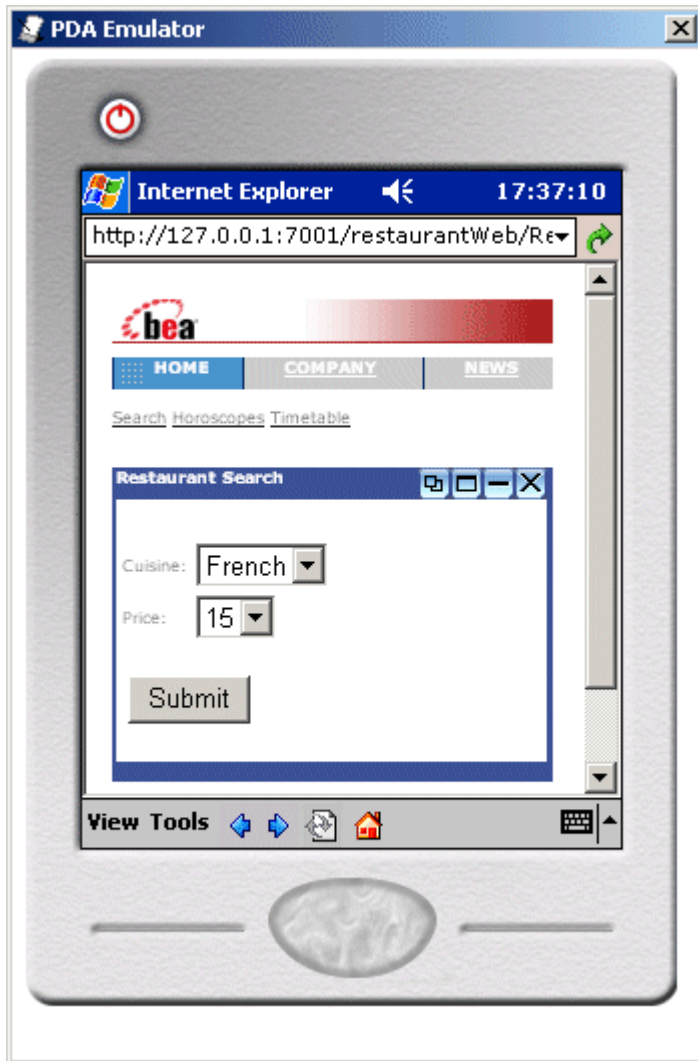 PDA Emulator
Internet Explorer 17:37:10
http://127.0.0.1:7001/restaurantWeb/Re
bea
HOME COMPANY NEWS
Search Horoscopes Timetable
Restaurant Search
Cuisine: French
Price: 15
Submit
View Tools